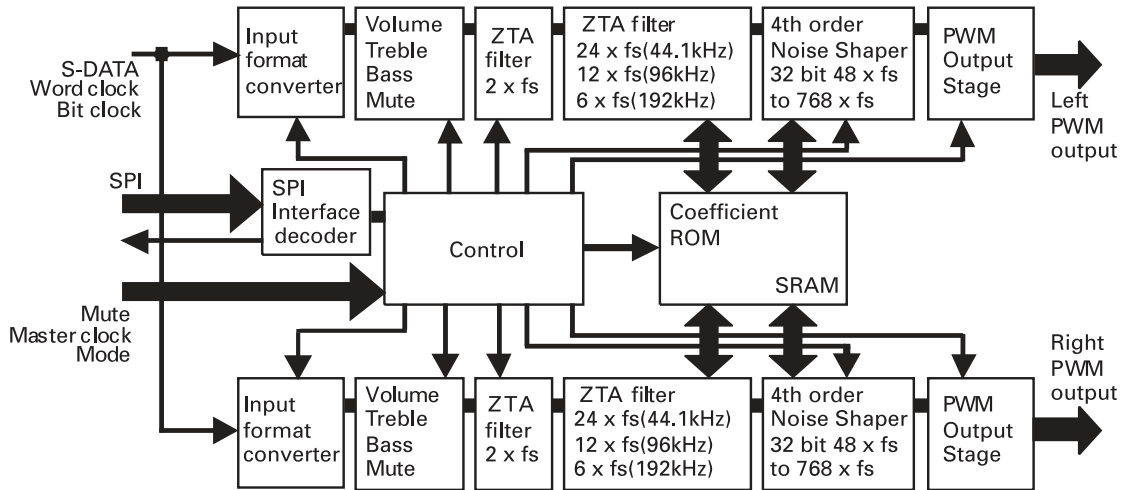 Input
format
converter
Volume
Treble
Bass
Mute
ZTA
filter
2 x fs
ZTA filter
24 x fs(44.1kHz)
12 x fs(96kHz)
6 x fs(192kHz)
4th order
Noise Shaper
32 bit 48 x fs
to 768 x fs
PWM
Output
Stage
S-DATA
Word clock
Bit clock
Left
PWM
output
SPI
SPI
Interface
decoder
Control
Coefficient
ROM
SRAM
Mute
Master clock
Mode
Right
PWM
output
Input
format
converter
Volume
Treble
Bass
Mute
ZTA
filter
2 x fs
ZTA filter
24 x fs(44.1kHz)
12 x fs(96kHz)
6 x fs(192kHz)
4th order
Noise Shaper
32 bit 48 x fs
to 768 x fs
PWM
Output
Stage